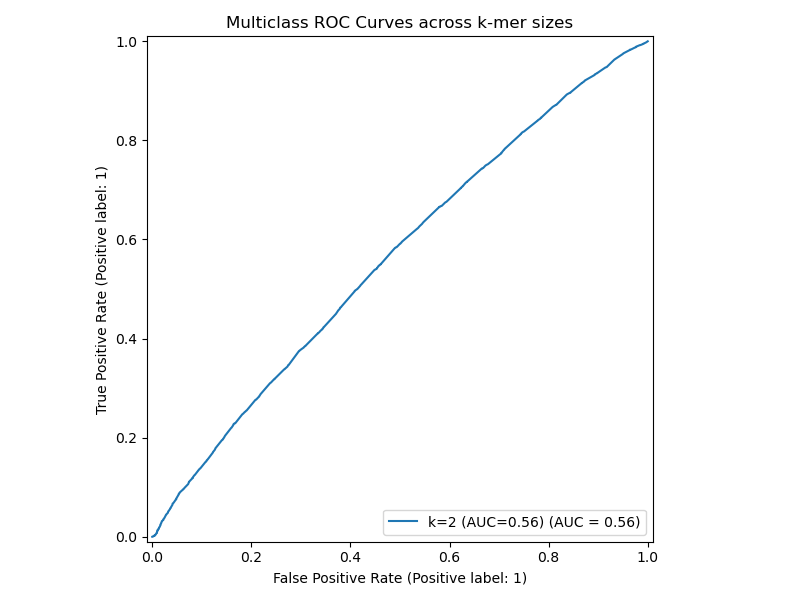 Multiclass ROC Curves across k-mer sizes
1.0
0.8
0.6
0.4
0.2
0.0
True Positive Rate (Positive label: 1)
k=2 (AUC=0.56) (AUC = 0.56)
0.0 0.2 0.4 0.6 0.8 1.0
False Positive Rate (Positive label: 1)